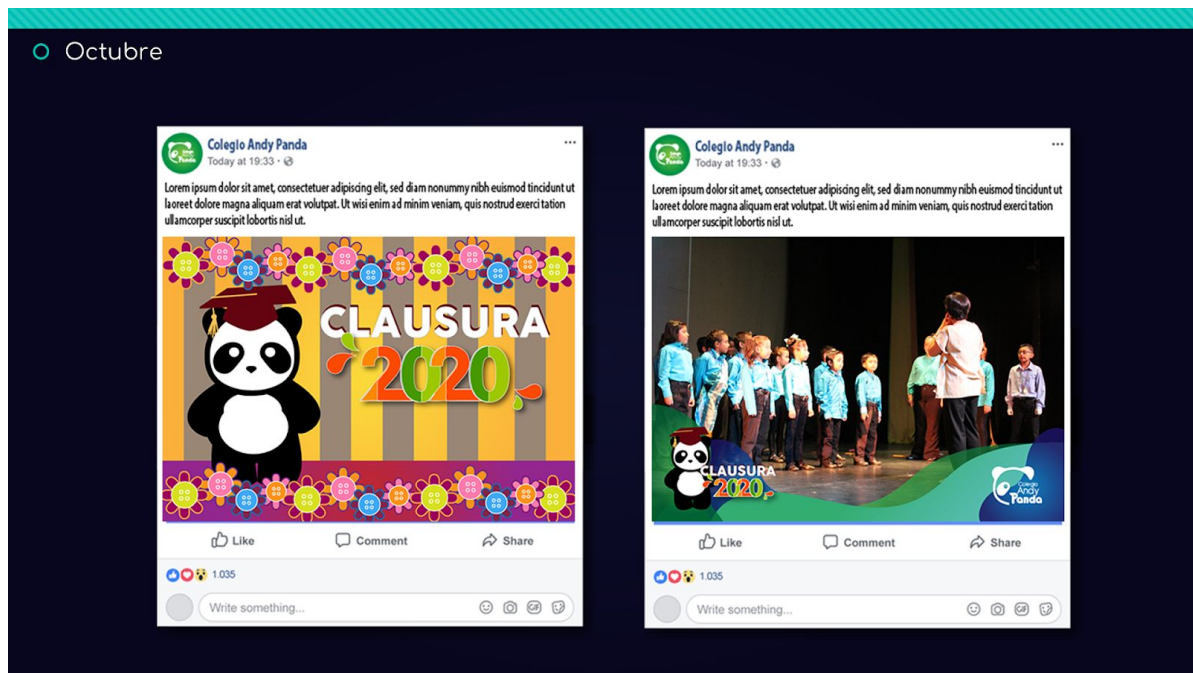 Octubre
Colegio Andy Panda
Today at 19:33
Lorem ipsum dolor sit amet, consectetuer adipiscing elit, sed diam nonummy nibh euismod tincidunt ut
laoreet dolore magna aliquam erat volutpat. Ut wisi enim ad minim veniam, quis nostrud exerci tation
ullamcorper suscipit lobortis nisl ut.
CLAUSURA
2020
Like Comment Share
1.035
Write something...
GIF
Colegio Andy Panda
Today at 19:33
Lorem ipsum dolor sit amet, consectetuer adipiscing elit, sed diam nonummy nibh euismod tincidunt ut
laoreet dolore magna aliquam erat volutpat. Ut wisi enim ad minim veniam, quis nostrud exerci tation
ullamcorper suscipit lobortis nisl ut.
CLAUSURA
2020
Colegio
Andy
Panda
Like Comment Share
1.035
Write something...
GIF